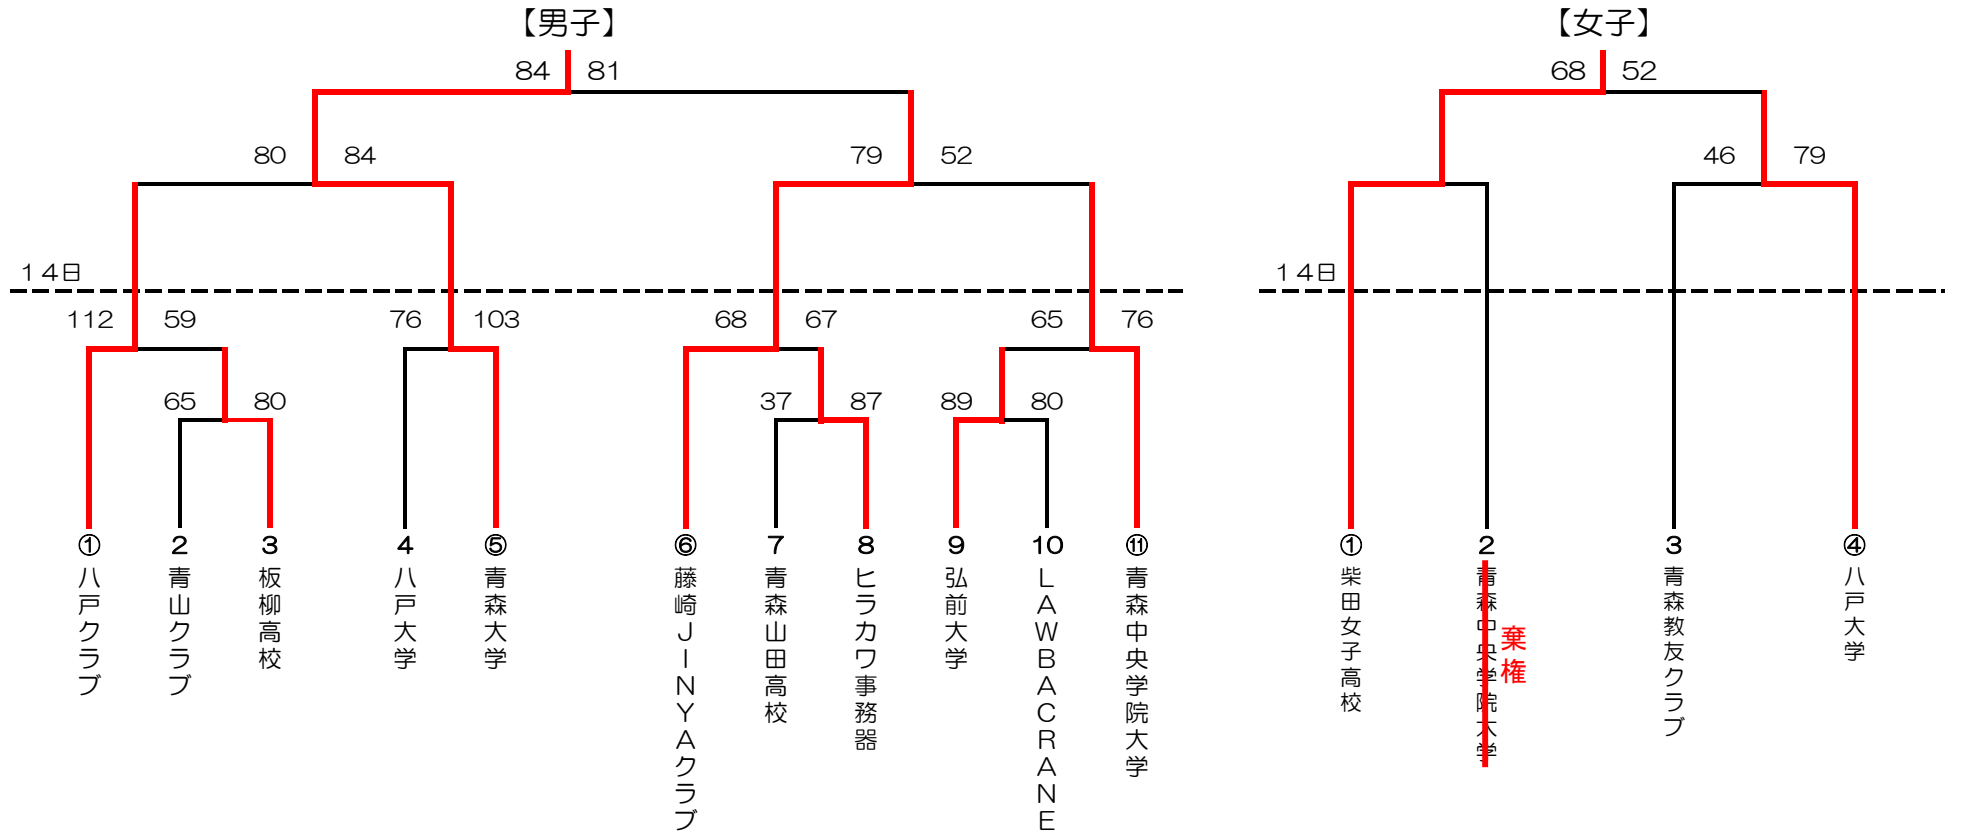 【男子】
84 81
80 84
79 52
１４日
112 59
76 103
68 67
65 76
65 80
37 87
89 80
①
八戸クラブ
2
青山クラブ
3
板柳高校
4
八戸大学
⑤
青森大学
⑥
藤崎ＪＩＮＹＡクラブ
7
青森山田高校
8
ヒラカワ事務器
9
弘前大学
10
ＬＡＷＢＡＣＲＡＮＥ
⑪
青森中央学院大学
【女子】
68 52
46 79
１４日
①
柴田女子高校
2
青森中央学院大学
棄権
3
青森教友クラブ
④
八戸大学